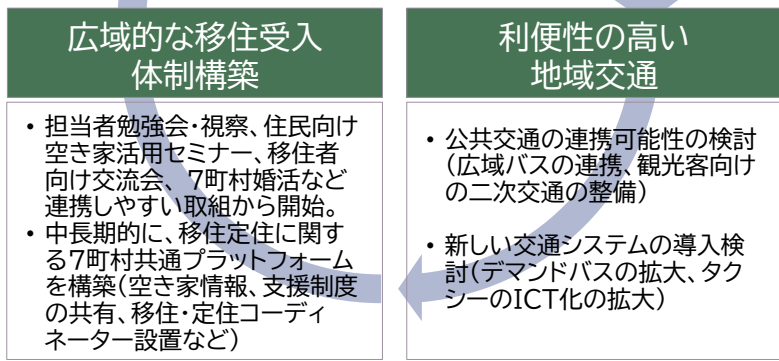 広域的な移住受入
体制構築
• 担当者勉強会・視察、住民向け
空き家活用セミナー、移住者
向け交流会、７町村婚活など
連携しやすい取組から開始。
• 中長期的に、移住定住に関す
る７町村共通プラットフォーム
を構築（空き家情報、支援制度
の共有、移住・定住コーディ
ネーター設置など）
利便性の高い
地域交通
• 公共交通の連携可能性の検討
（広域バスの連携、観光客向け
の二次交通の整備）
• 新しい交通システムの導入検
討（デマンドバスの拡大、タク
シーのICT化の拡大）